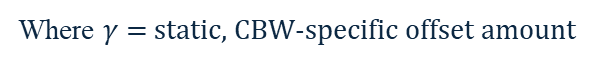 Where γ = static, CBW-specific offset amount